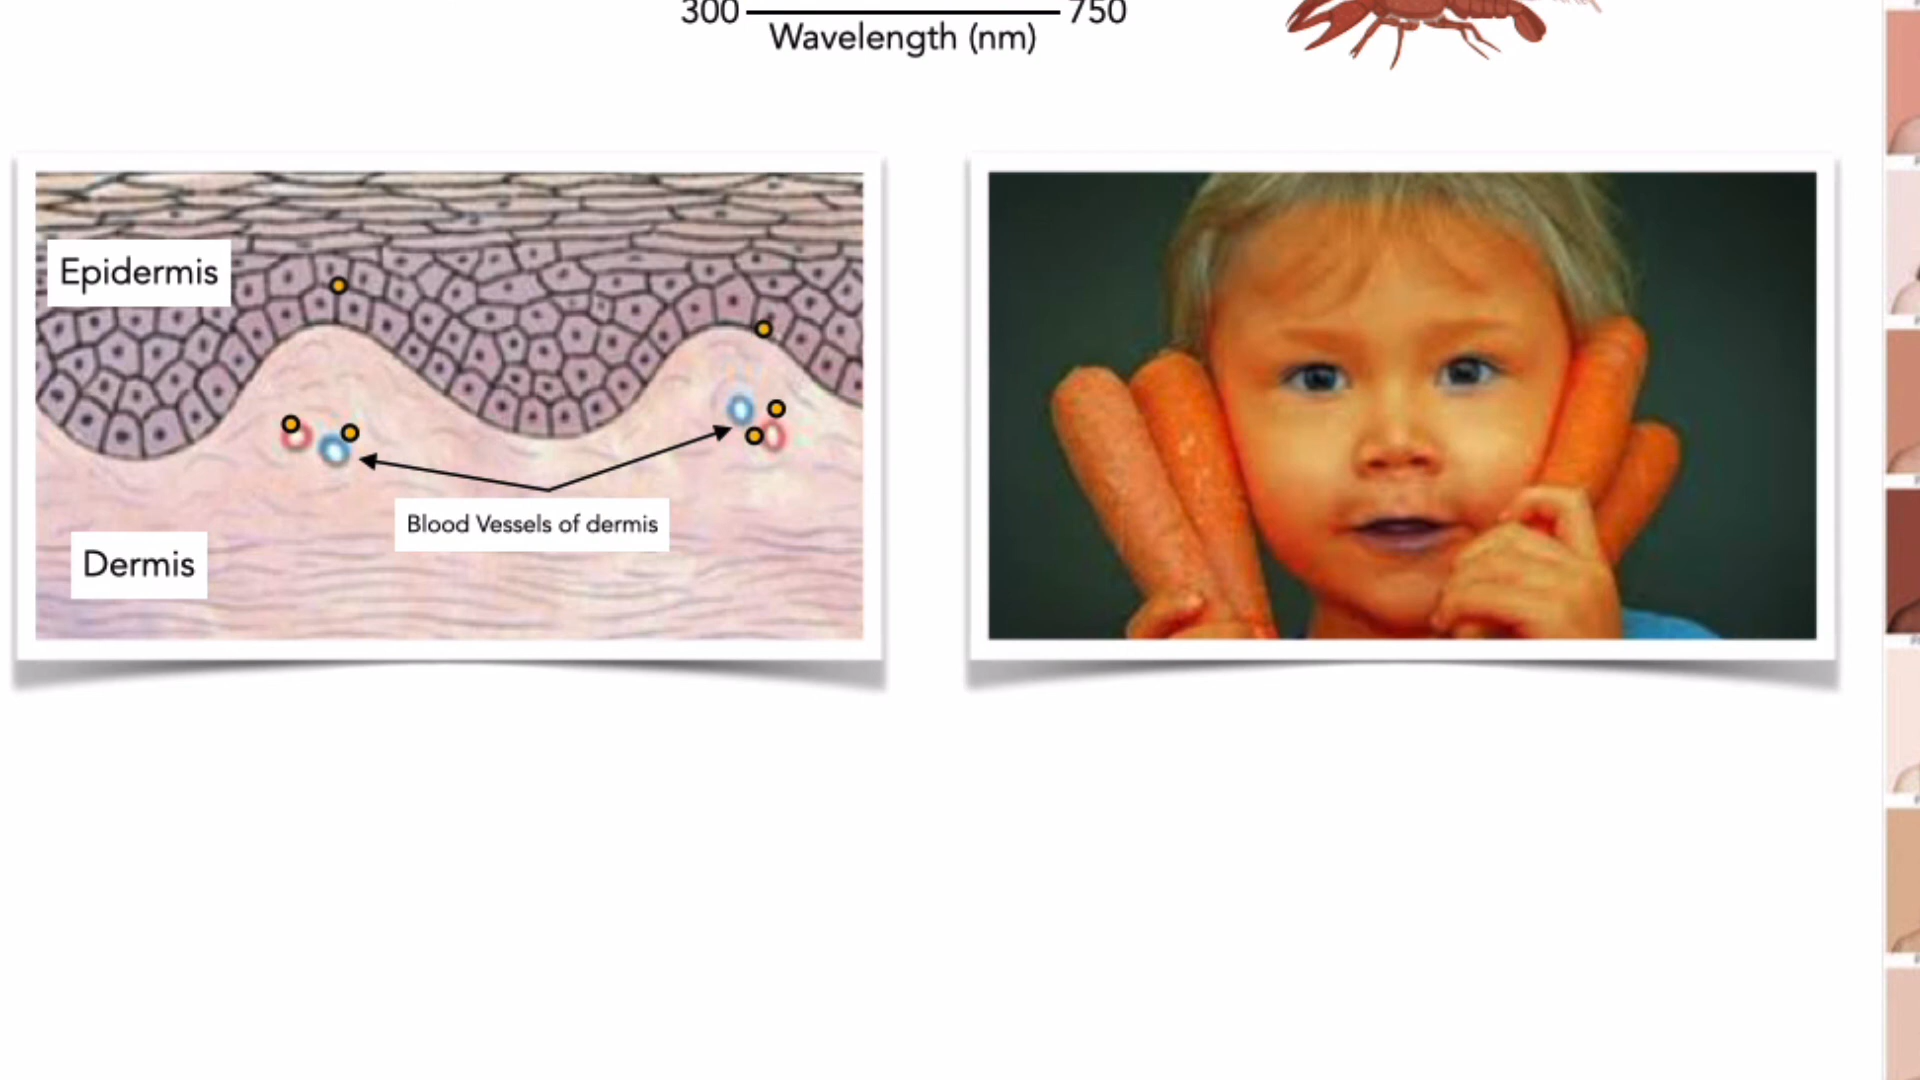 300 750
Wavelength (nm)
Epidermis
Blood Vessels of dermis
Dermis